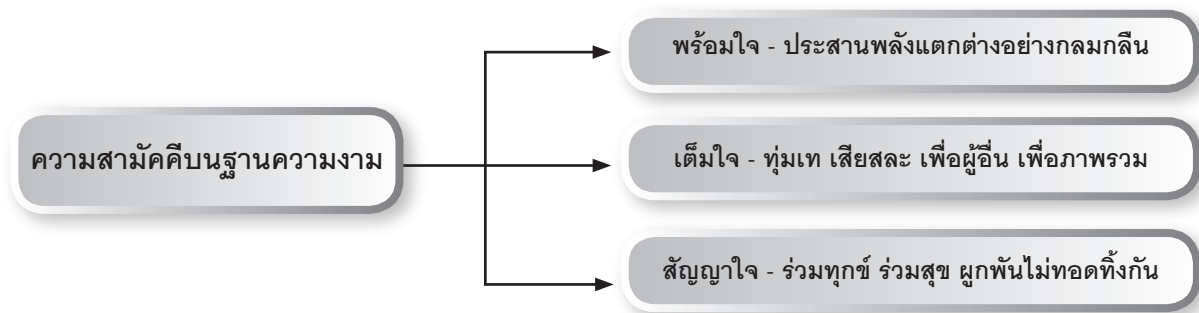 ความสามัคคีบนฐานความงาม
พร้อมใจ - ประสานพลังแตกต่างอย่างกลมกลืน
เต็มใจ - ทุ่มเท เสียสละ เพื่อผู้อื่น เพื่อภาพรวม
สัญญาใจ - ร่วมทุกข์ ร่วมสุข ผูกพันไม่ทอดทิ้งกัน